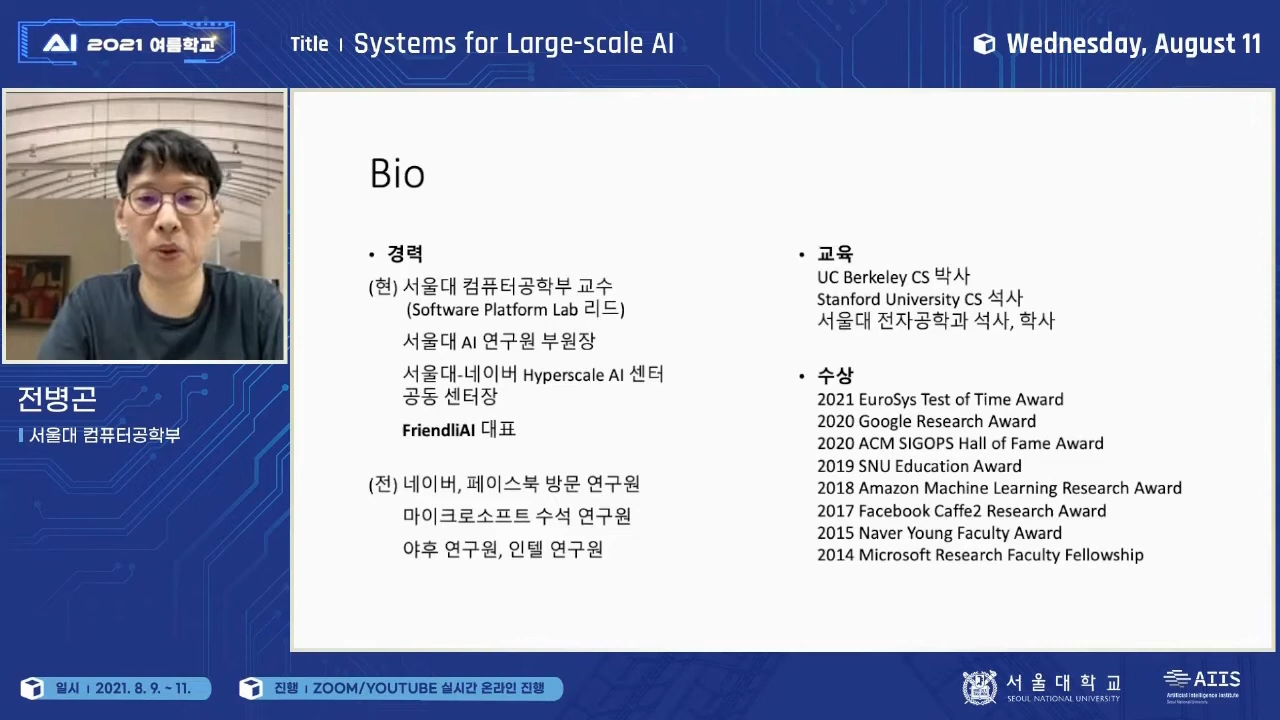 AI 2021 여름학교
Title | Systems for Large-scale AI
Wednesday, August 11
전병곤
서울대 컴퓨터공학부
Bio
• 경력
(현) 서울대 컴퓨터공학부 교수
(Software Platform Lab 리드)
서울대 AI 연구원 부원장
서울대-네이버 Hyperscale AI 센터
공동 센터장
FriendliAI 대표
(전) 네이버, 페이스북 방문 연구원
마이크로소프트 수석 연구원
야후 연구원, 인텔 연구원
• 교육
UC Berkeley CS 박사
Stanford University CS 석사
서울대 전자공학과 석사, 학사
• 수상
2021 EuroSys Test of Time Award
2020 Google Research Award
2020 ACM SIGOPS Hall of Fame Award
2019 SNU Education Award
2018 Amazon Machine Learning Research Award
2017 Facebook Caffe2 Research Award
2015 Naver Young Faculty Award
2014 Microsoft Research Faculty Fellowship
일시 | 2021. 8. 9. ~ 11.
진행 | ZOOM/YOUTUBE 실시간 온라인 진행
서울대학교
SEOUL NATIONAL UNIVERSITY
AIIS
Artificial Intelligence Institute
Seoul National University